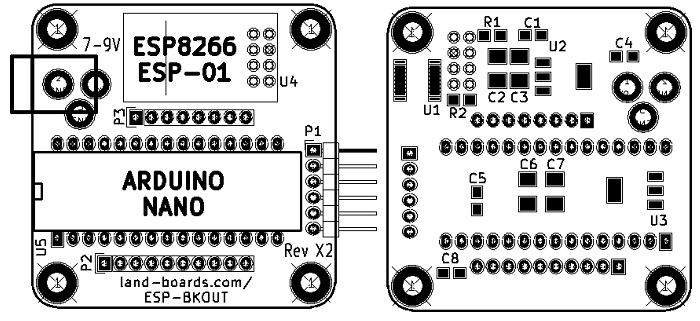 7-9V
ESP8266
ESP-01
U4
P3
P1
ARDUINO
NANO
U5
P2
Rev X2
land-boards.com/
ESP-BKOUT
R1
C1
U2
C4
U1
R2
C2
C3
C6
C7
C5
U3
C8